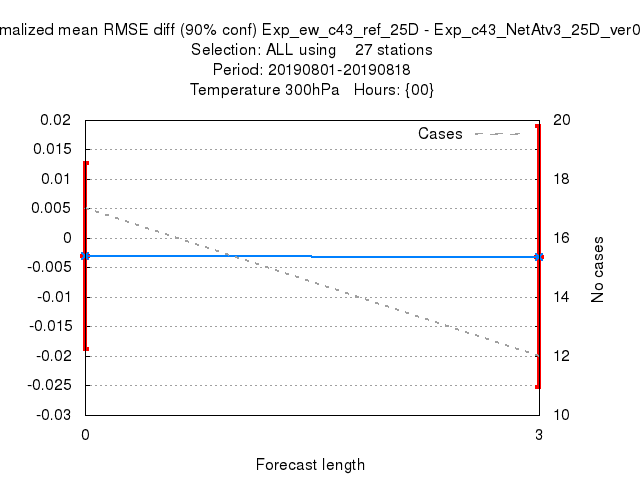 malized mean RMSE diff (90% conf) Exp_ew_c43_ref_25D - Exp_c43_NetAtv3_25D_ver0
Selection: ALL using 27 stations
Period: 20190801-20190818
Temperature 300hPa Hours: {00}
Cases
0.02
0.015
0.01
0.005
0
-0.005
-0.01
-0.015
-0.02
-0.025
-0.03
20
18
16
14
12
10
No cases
0
3
Forecast length